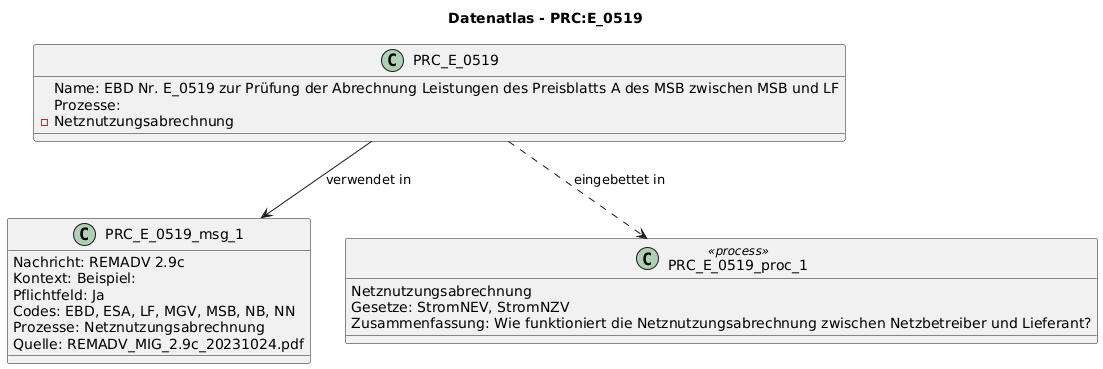 Datenatlas - PRC:E_0519
C PRC_E_0519
Name: EBD Nr. E_0519 zur Prüfung der Abrechnung Leistungen des Preisblatts A des MSB zwischen MSB und LF
Prozesse:
Netznutzungsabrechnung
verwendet in
eingebettet in
C PRC_E_0519_msg_1
Nachricht: REMADV 2.9c
Kontext: Beispiel:
Pflichtfeld: Ja
Codes: EBD, ESA, LF, MGV, MSB, NB, NN
Prozesse: Netznutzungsabrechnung
Quelle: REMADV_MIG_2.9c_20231024.pdf
«process»
C PRC_E_0519_proc_1
Netznutzungsabrechnung
Gesetze: StromNEV, StromNZV
Zusammenfassung: Wie funktioniert die Netznutzungsabrechnung zwischen Netzbetreiber und Lieferant?